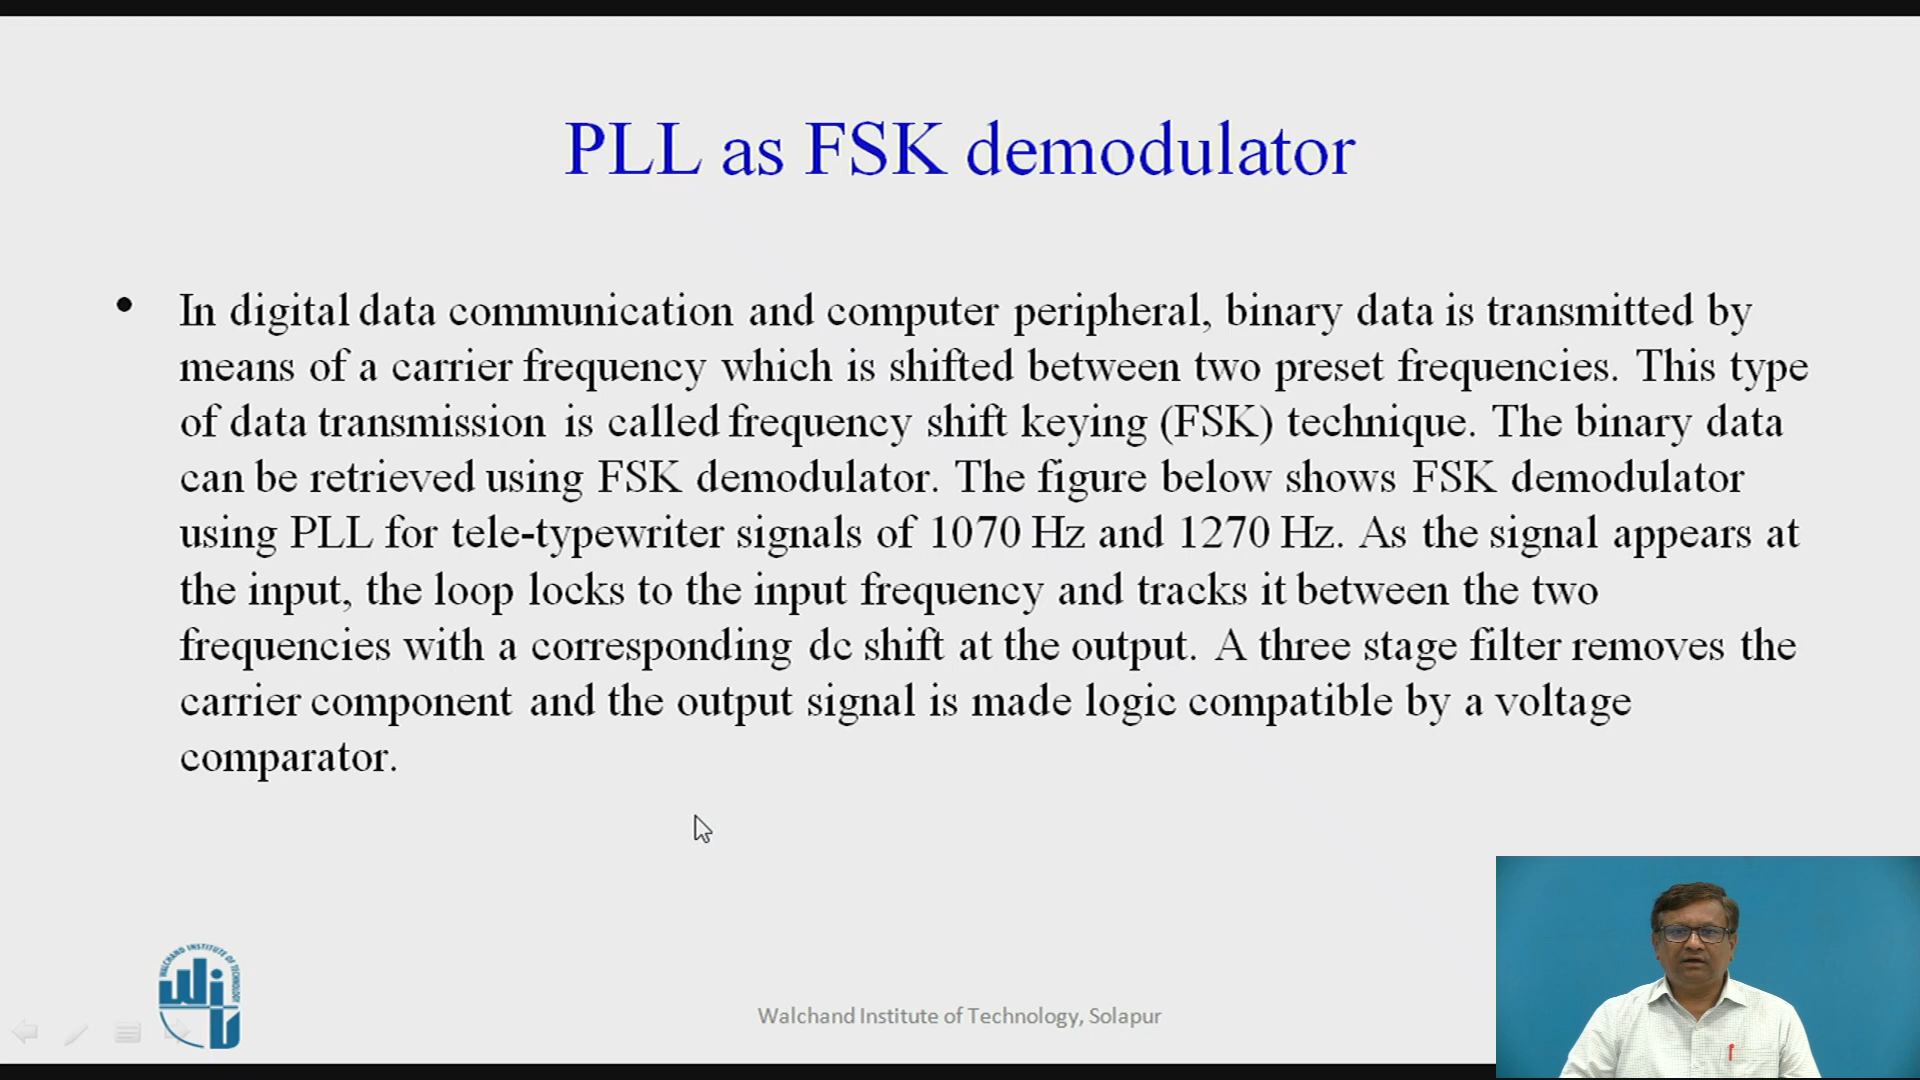 PLL as FSK demodulator
• In digital data communication and computer peripheral, binary data is transmitted by
means of a carrier frequency which is shifted between two preset frequencies. This type
of data transmission is called frequency shift keying (FSK) technique. The binary data
can be retrieved using FSK demodulator. The figure below shows FSK demodulator
using PLL for tele-typewriter signals of 1070 Hz and 1270 Hz. As the signal appears at
the input, the loop locks to the input frequency and tracks it between the two
frequencies with a corresponding dc shift at the output. A three stage filter removes the
carrier component and the output signal is made logic compatible by a voltage
comparator.
WALCHAND INSTITUTE OF TECHNOLOGY
WIT
Walchand Institute of Technology, Solapur